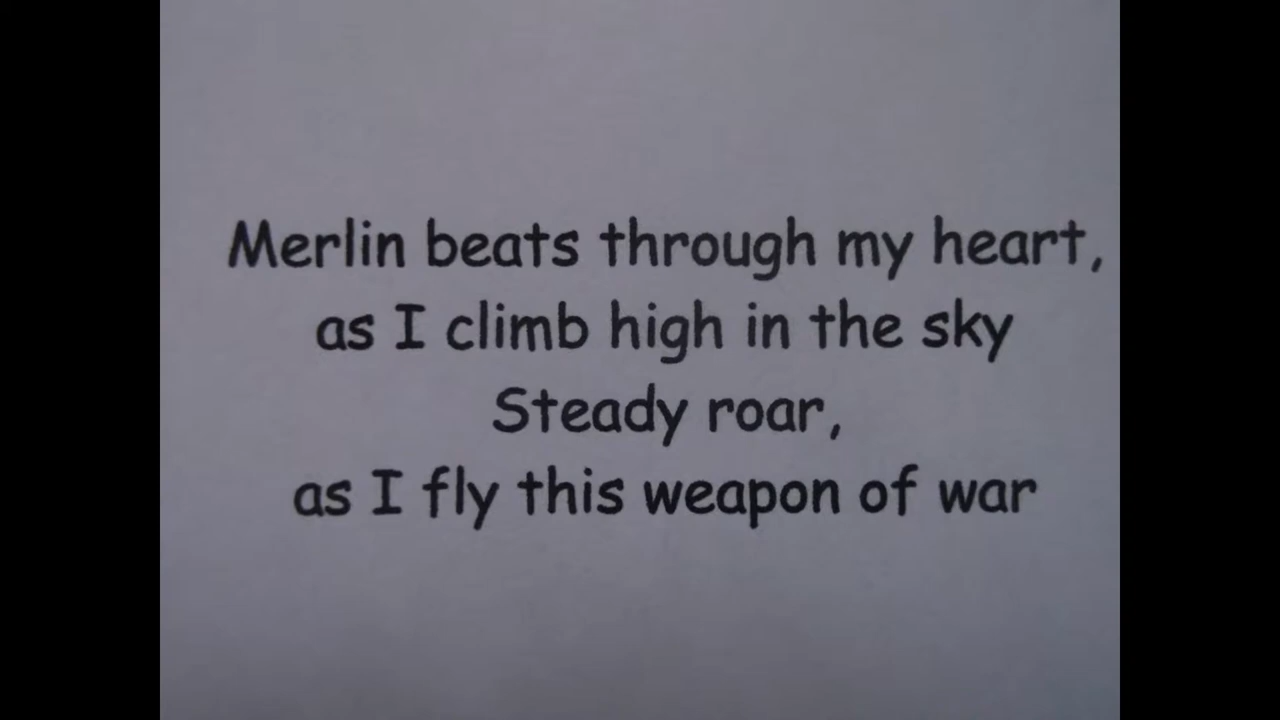 Merlin beats through my heart,
as I climb high in the sky
Steady roar,
as I fly this weapon of war